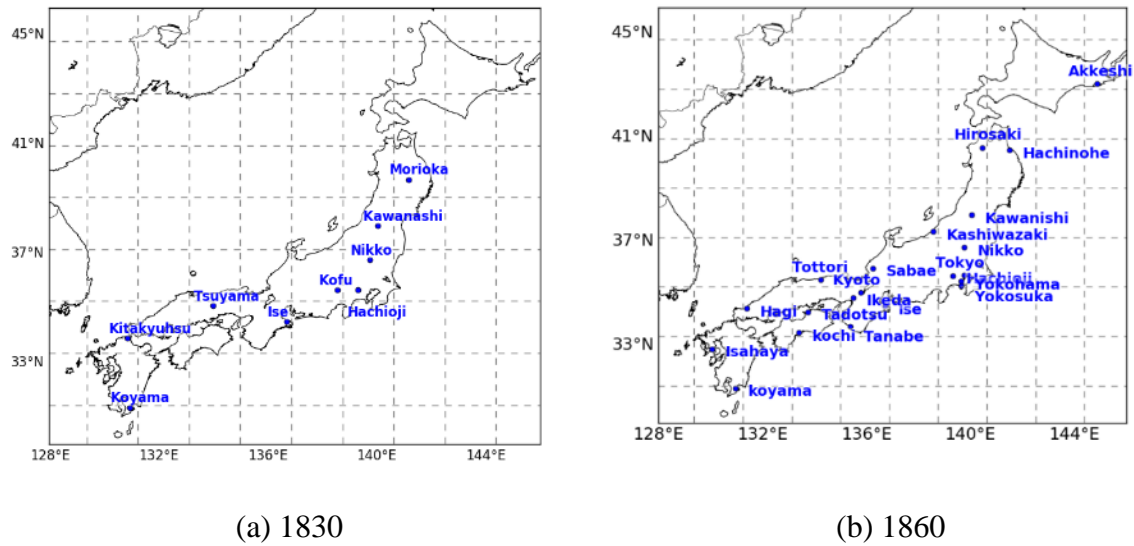 45°N
41°N
37°N
33°N
Morioka
Kawanashi
Nikko
Kofu
Hachioji
Tsuyama
Ise
Kitakyuhsu
Koyama
128°E 132°E 136°E 140°E 144°E
(a) 1830
45°N
41°N
37°N
33°N
Akkeshi
Hirosaki
Hachinohe
Kawanishi
Kashiwazaki
Nikko
Tokyo
Hachioji
Yokohama
Yokosuka
Tottori
Sabae
Kyoto
Ikeda
ise
Hagi
Tadotsu
kochi
Tanabe
Isahaya
koyama
128°E 132°E 136°E 140°E 144°E
(b) 1860